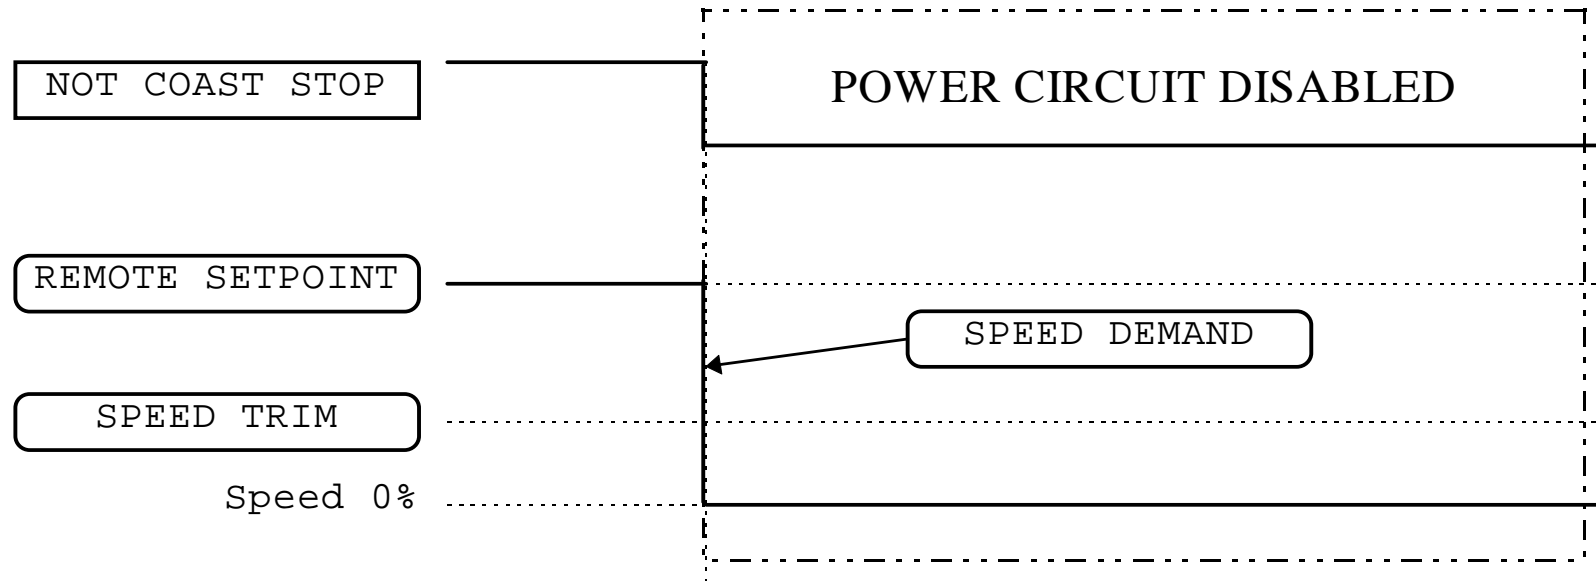 NOT COAST STOP
POWER CIRCUIT DISABLED
REMOTE SETPOINT
SPEED DEMAND
SPEED TRIM
Speed 0%